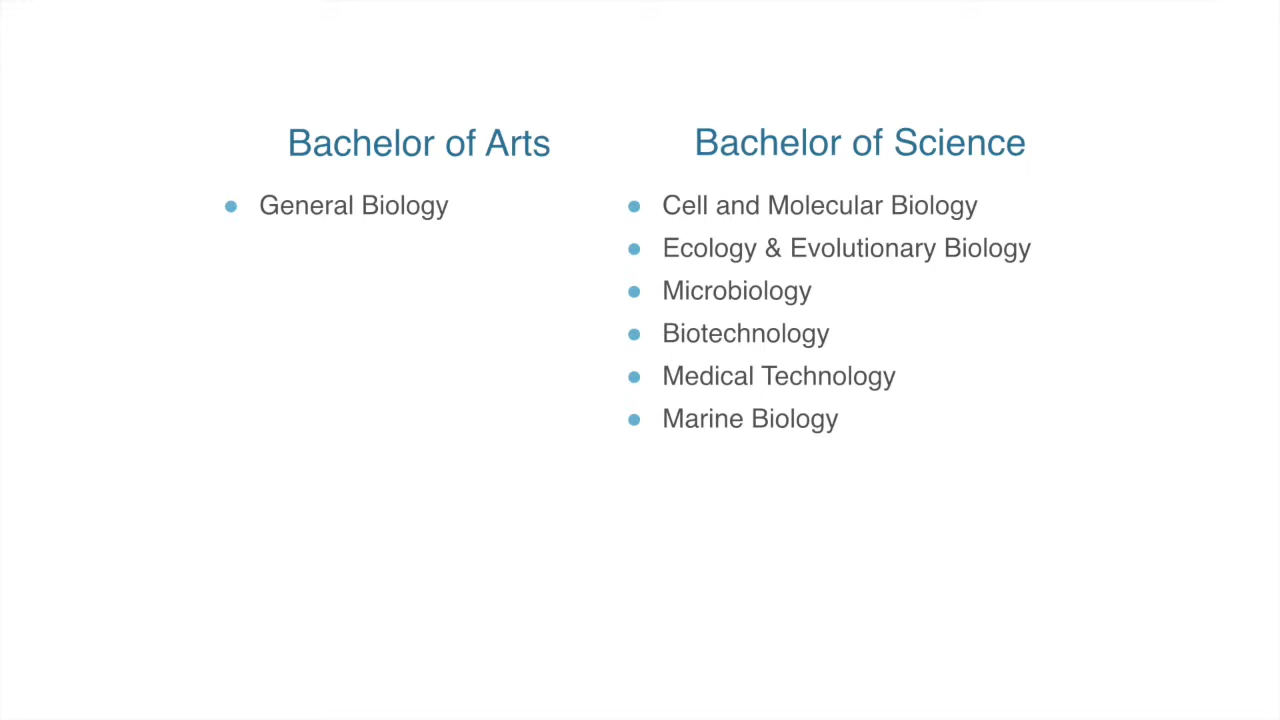 Bachelor of Arts
General Biology
Bachelor of Science
Cell and Molecular Biology
Ecology & Evolutionary Biology
Microbiology
Biotechnology
Medical Technology
Marine Biology